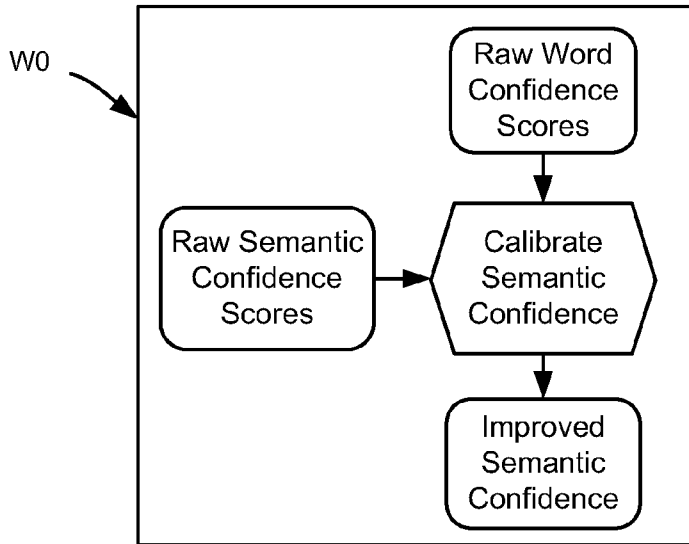 W0
Raw Word
Confidence
Scores
Raw Semantic
Confidence
Scores
Calibrate
Semantic
Confidence
Improved
Semantic
Confidence